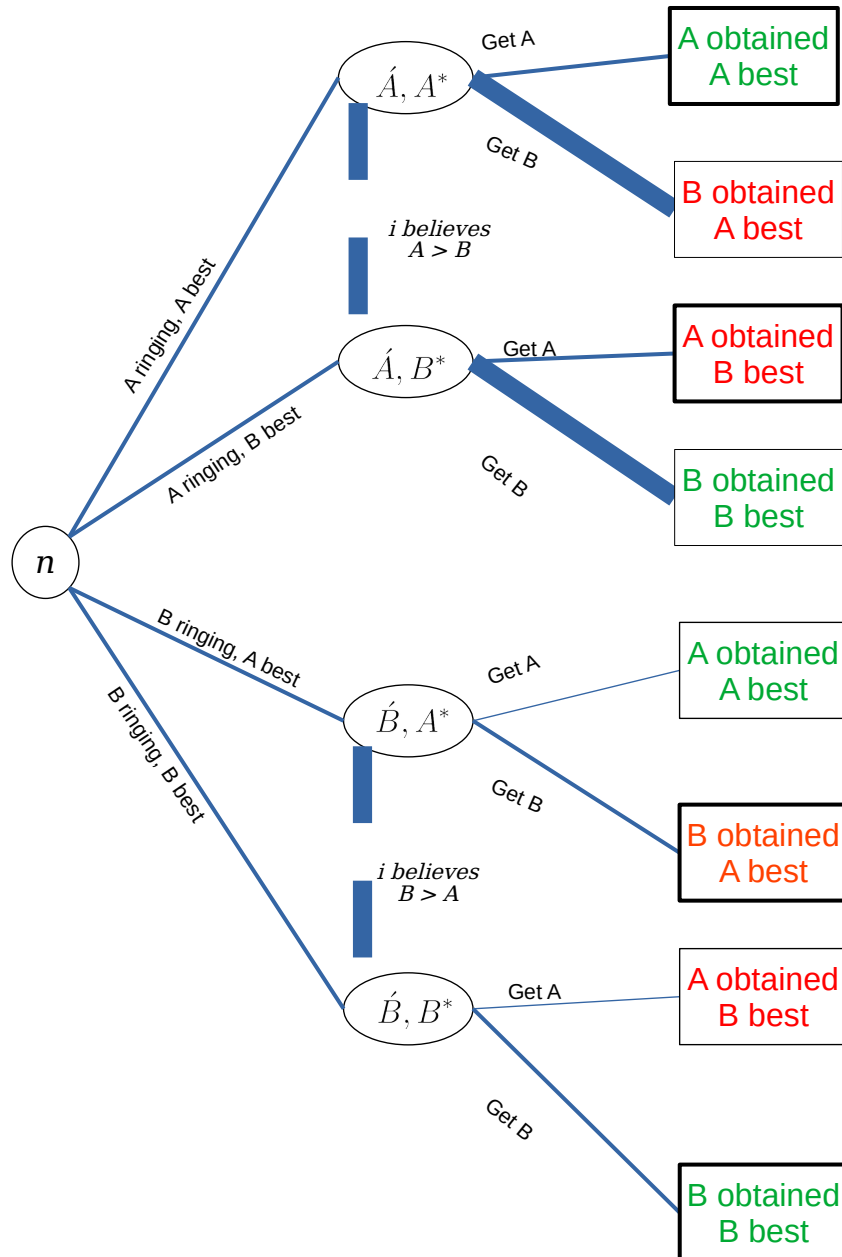 Get A
A obtained
A best
Á, A*
Get B
B obtained
A best
A ringing, A best
i believes
A > B
Get A
A obtained
B best
Á, B*
A ringing, B best
Get B
B obtained
B best
n
B ringing, A best
Get A
A obtained
A best
B́, A*
B ringing, B best
Get B
B obtained
A best
i believes
B > A
Get A
A obtained
B best
B́, B*
Get B
B obtained
B best